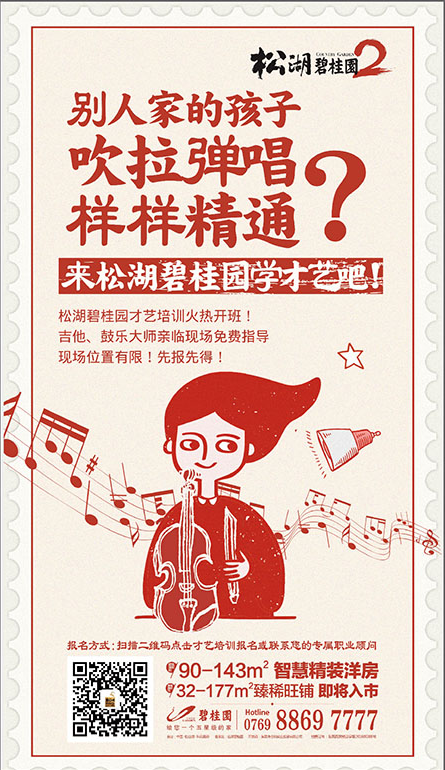 松湖碧桂园2
COUNTRY GARDEN
别人家的孩子
吹拉弹唱
样样精通?
来松湖碧桂园学才艺吧!
松湖碧桂园才艺培训火热开班!
吉他、鼓乐大师亲临现场免费指导
现场位置有限!先报先得!
报名方式:扫描二维码点击才艺培训报名或联系您的专属职业顾问
90-143m² 智慧精装洋房
32-177m²臻稀旺铺 即将入市
碧桂园
给您一个五星级的家
Hotline
0769 8869 7777